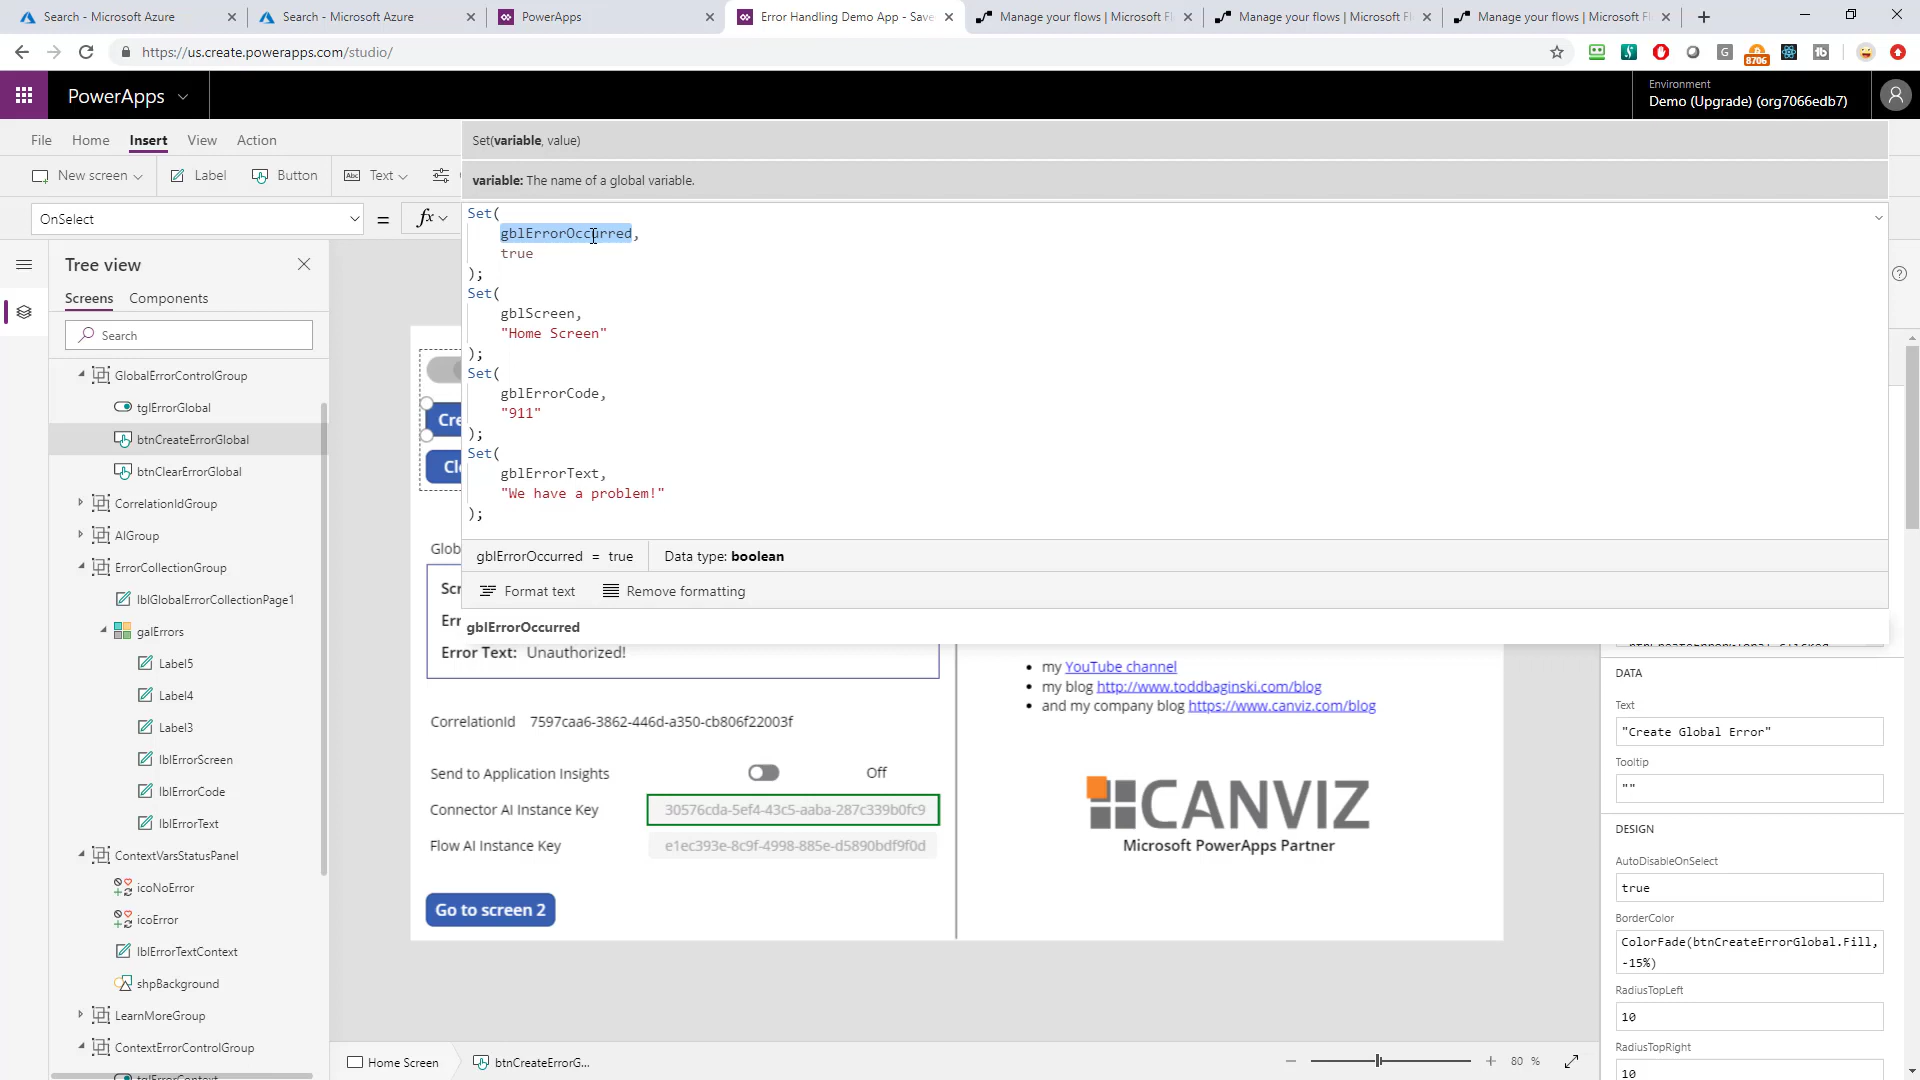 Search - Microsoft Azure
Search - Microsoft Azure
PowerApps
Error Handling Demo App - Save
Manage your flows | Microsoft Fl
Manage your flows | Microsoft Fl
Manage your flows | Microsoft Fl
https://us.create.powerapps.com/studio/
8706
PowerApps
Environment
Demo (Upgrade) (org7066edb7)
File
Home
Insert
View
Action
Set(variable, value)
New screen
Label
Button
Abc
Text
variable: The name of a global variable.
OnSelect
=
fx
Set(
gblErrorOccurred,
true
);
Set(
gblScreen,
"Home Screen"
);
Set(
gblErrorCode,
"911"
);
Set(
gblErrorText,
"We have a problem!"
);
gblErrorOccurred = true
Data type: boolean
Format text
Remove formatting
gblErrorOccurred
Tree view
Screens
Components
Search
GlobalErrorControlGroup
tglErrorGlobal
btnCreateErrorGlobal
btnClearErrorGlobal
CorrelationIdGroup
AIGroup
ErrorCollectionGroup
lblGlobalErrorCollectionPage1
galErrors
Label5
Label4
Label3
lblErrorScreen
lblErrorCode
lblErrorText
ContextVarsStatusPanel
icoNoError
icoError
lblErrorTextContext
shpBackground
LearnMoreGroup
ContextErrorControlGroup
tglErrorContext
Cre
Cl
Glob
Scr
Err
Error Text: Unauthorized!
CorrelationId 7597caa6-3862-446d-a350-cb806f22003f
Send to Application Insights
Off
Connector AI Instance Key
30576cda-5ef4-43c5-aaba-287c339b0fc9
Flow AI Instance Key
e1ec393e-8c9f-4998-885e-d5890bdf9f0d
Go to screen 2
• my YouTube channel
• my blog http://www.toddbaginski.com/blog
• and my company blog https://www.canviz.com/blog
CANVIZ
Microsoft PowerApps Partner
DATA
Text
"Create Global Error"
Tooltip
""
DESIGN
AutoDisableOnSelect
true
BorderColor
ColorFade(btnCreateErrorGlobal.Fill,
-15%)
RadiusTopLeft
10
RadiusTopRight
10
Home Screen
btnCreateErrorG...
80 %